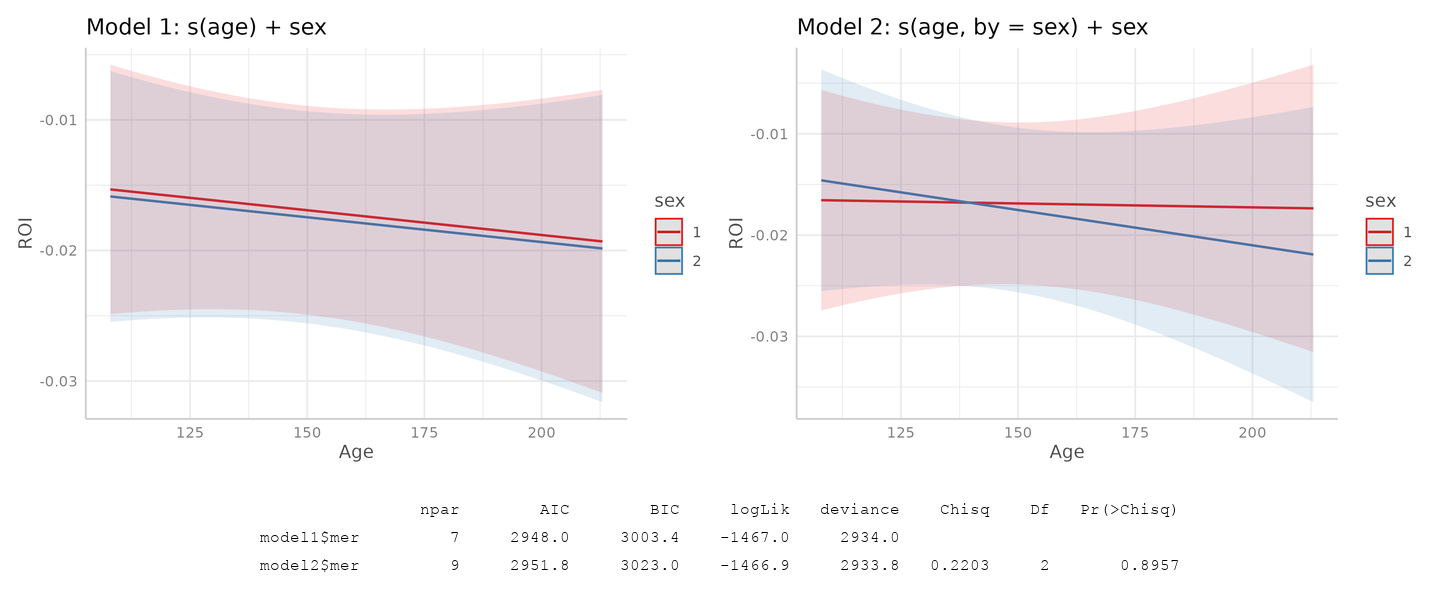 Model 1: s(age) + sex
-0.01
-0.02
-0.03
ROI
125 150 175 200
Age
sex
1
2
Model 2: s(age, by = sex) + sex
-0.01
-0.02
-0.03
ROI
125 150 175 200
Age
sex
1
2
npar AIC BIC logLik deviance Chisq Df Pr(>Chisq)
model1$mer 7 2948.0 3003.4 -1467.0 2934.0
model2$mer 9 2951.8 3023.0 -1466.9 2933.8 0.2203 2 0.8957